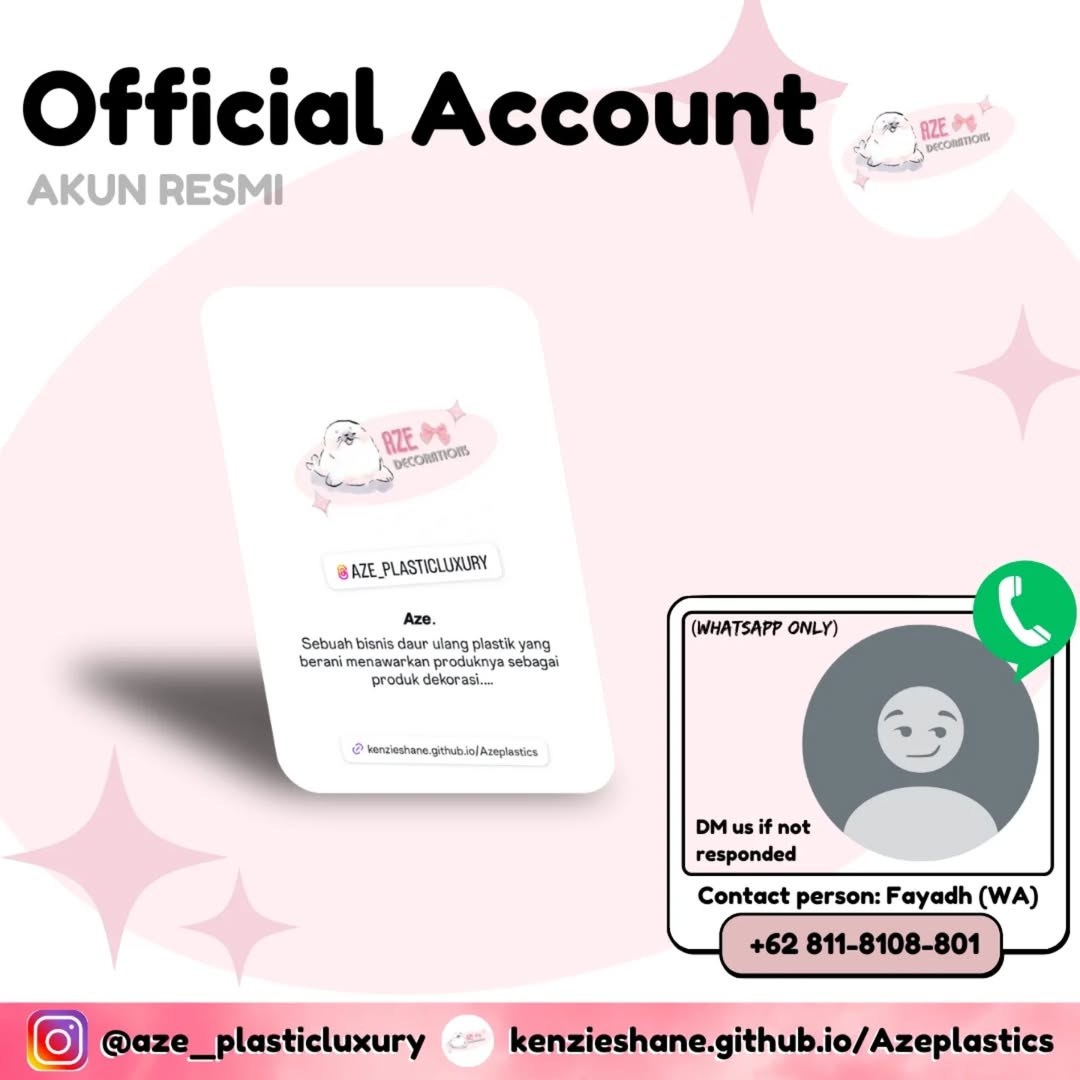 Official Account
AKUN RESMI
AZE
DECORATIONS
AZE
DECORATIONS
@AZE_PLASTICLUXURY
Aze.
Sebuah bisnis daur ulang plastik yang
berani menawarkan produknya sebagai
produk dekorasi....
kenzieshane.github.io/Azeplastics
(WHATSAPP ONLY)
DM us if not
responded
Contact person: Fayadh (WA)
+62 811-8108-801
@aze_plasticluxury
kenzieshane.github.io/Azeplastics